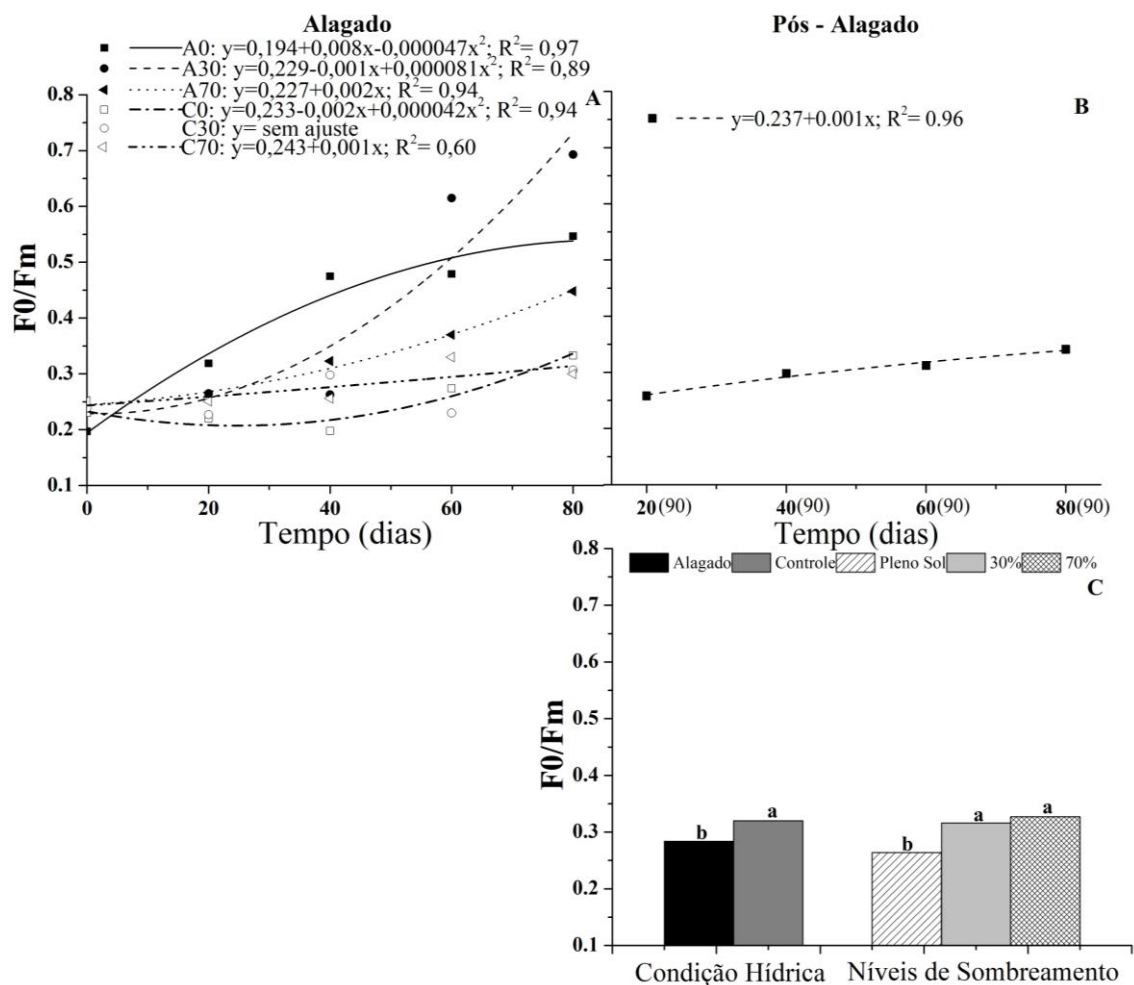 Alagado
A0: y=0,194+0,008x-0,000047x²; R²= 0,97
A30: y=0,229-0,001x+0,000081x²; R²= 0,89
A70: y=0,227+0,002x; R²= 0,94
C0: y=0,233-0,002x+0,000042x²; R²= 0,94
C30: y= sem ajuste
C70: y=0,243+0,001x; R²= 0,60
A
F0/Fm
0.8
0.7
0.6
0.5
0.4
0.3
0.2
0.1
0 20 40 60 80
Tempo (dias)
Pós - Alagado
y=0.237+0.001x; R²= 0.96
B
20(90) 40(90) 60(90) 80(90)
Tempo (dias)
Alagado Controle Pleno Sol 30% 70%
C
F0/Fm
0.8
0.7
0.6
0.5
0.4
0.3
0.2
0.1
b a b a a
Condição Hídrica Níveis de Sombreamento